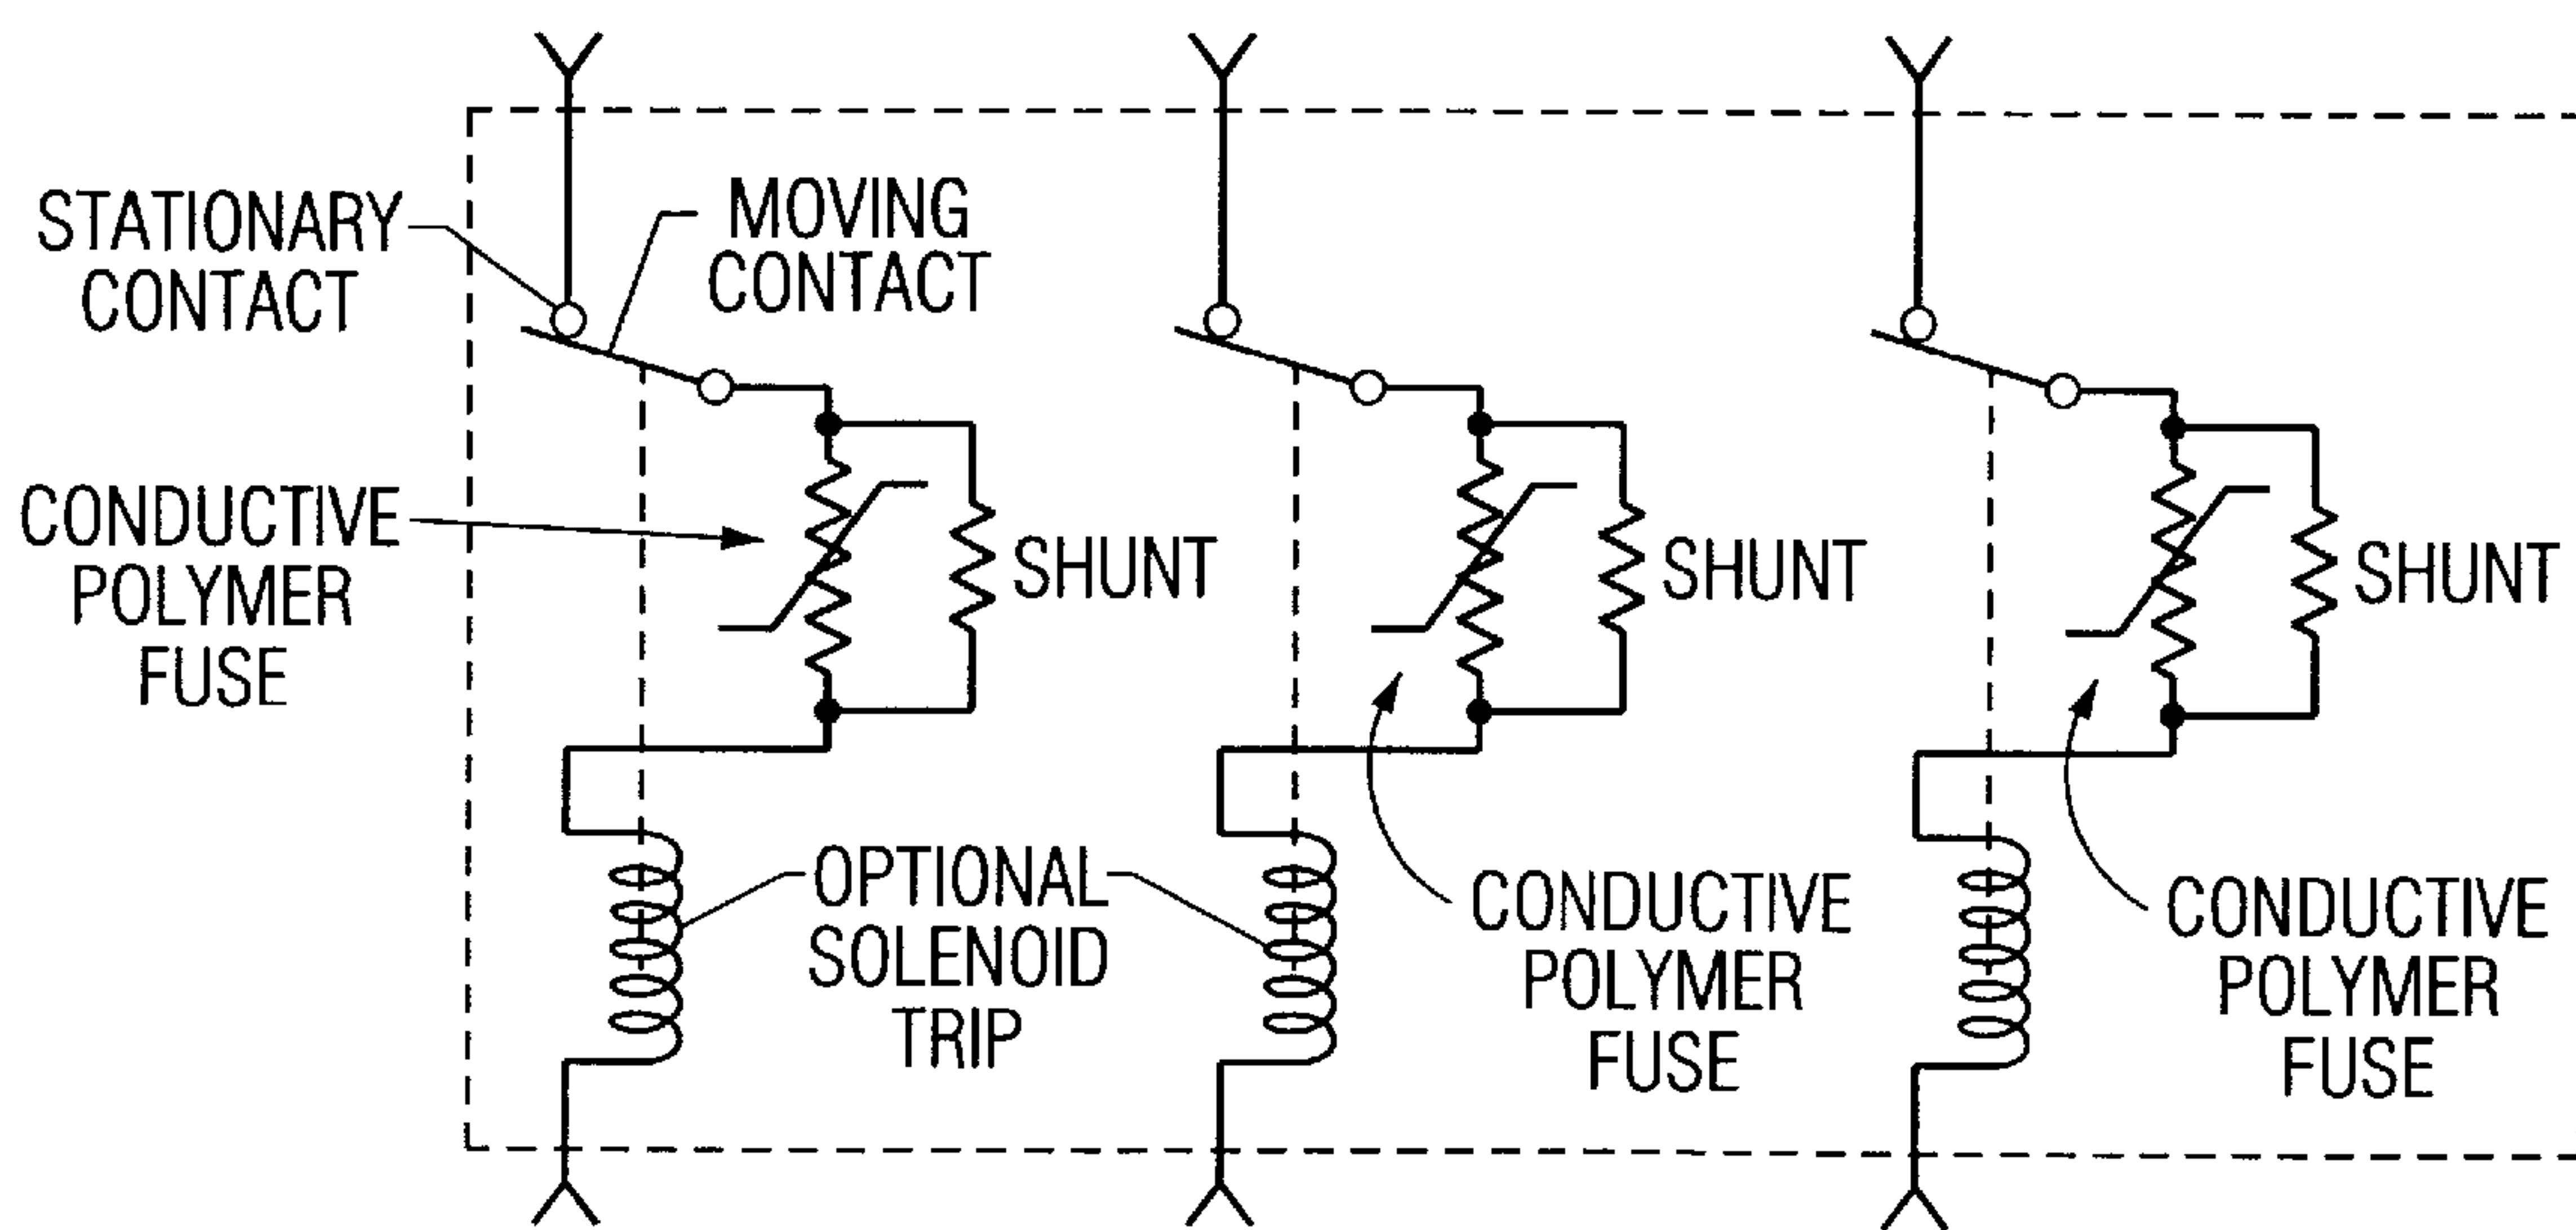 STATIONARY
CONTACT
MOVING
CONTACT
CONDUCTIVE
POLYMER
FUSE
SHUNT
SHUNT
SHUNT
OPTIONAL
SOLENOID
TRIP
CONDUCTIVE
POLYMER
FUSE
CONDUCTIVE
POLYMER
FUSE